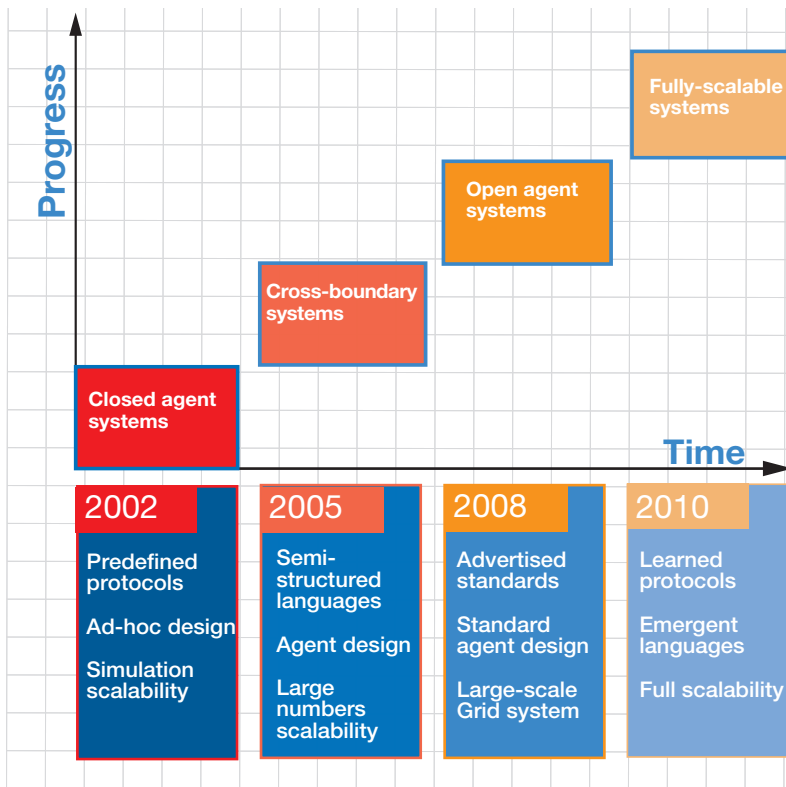 Progress
Fully-scalable
systems
Open agent
systems
Cross-boundary
systems
Closed agent
systems
Time
2002
Predefined
protocols
Ad-hoc design
Simulation
scalability
2005
Semi-
structured
languages
Agent design
Large
numbers
scalability
2008
Advertised
standards
Standard
agent design
Large-scale
Grid system
2010
Learned
protocols
Emergent
languages
Full scalability